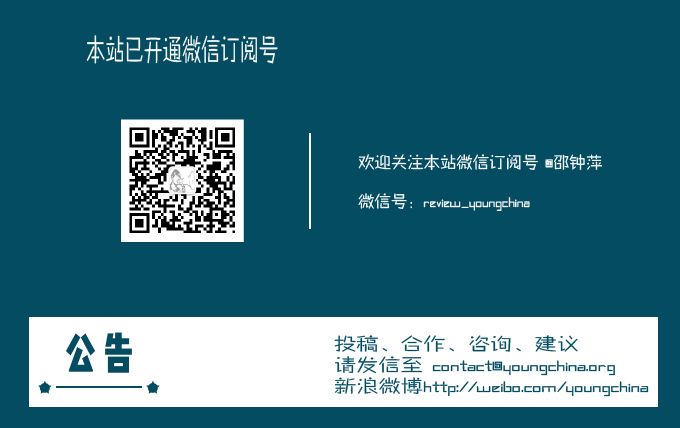 本站已开通微信订阅号
欢迎关注本站微信订阅号 @邵钟萍
微信号：review_youngchina
公告
投稿、合作、咨询、建议
请发信至 contact@youngchina.org
新浪微博http://weibo.com/youngchina